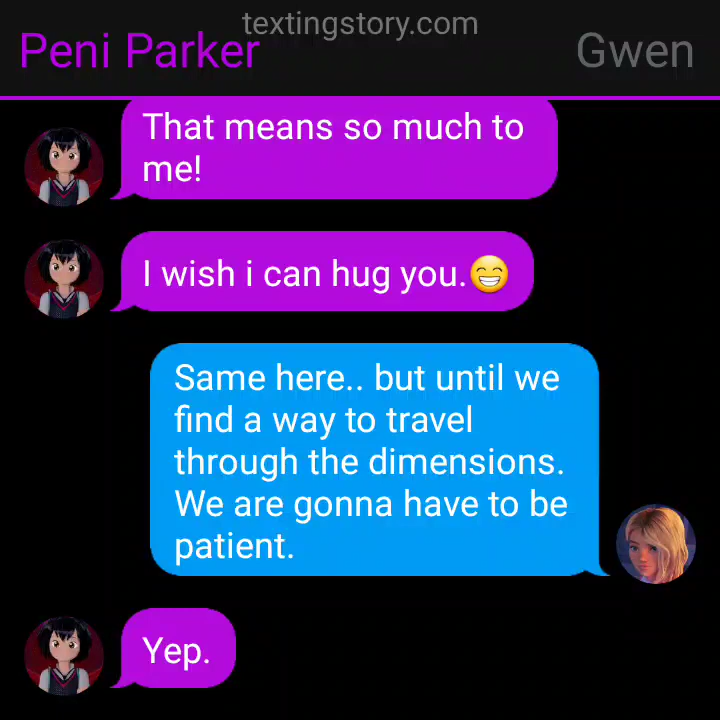 textingstory.com
Peni Parker
Gwen
That means so much to
me!
I wish i can hug you.😁
Same here.. but until we
find a way to travel
through the dimensions.
We are gonna have to be
patient.
Yep.